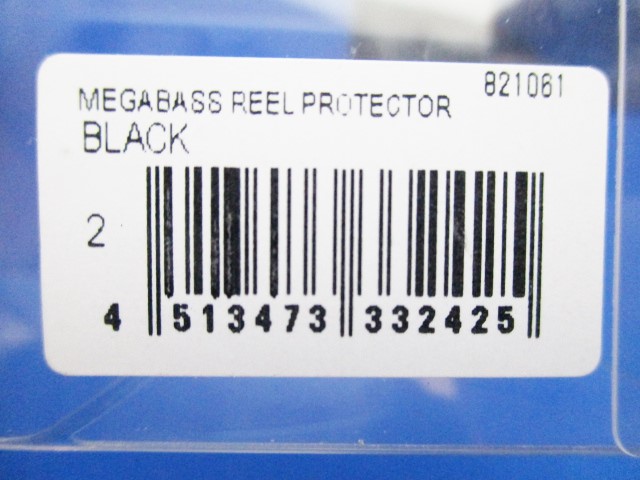 821061
MEGABASS REEL PROTECTOR
BLACK
2
4 513473 332425